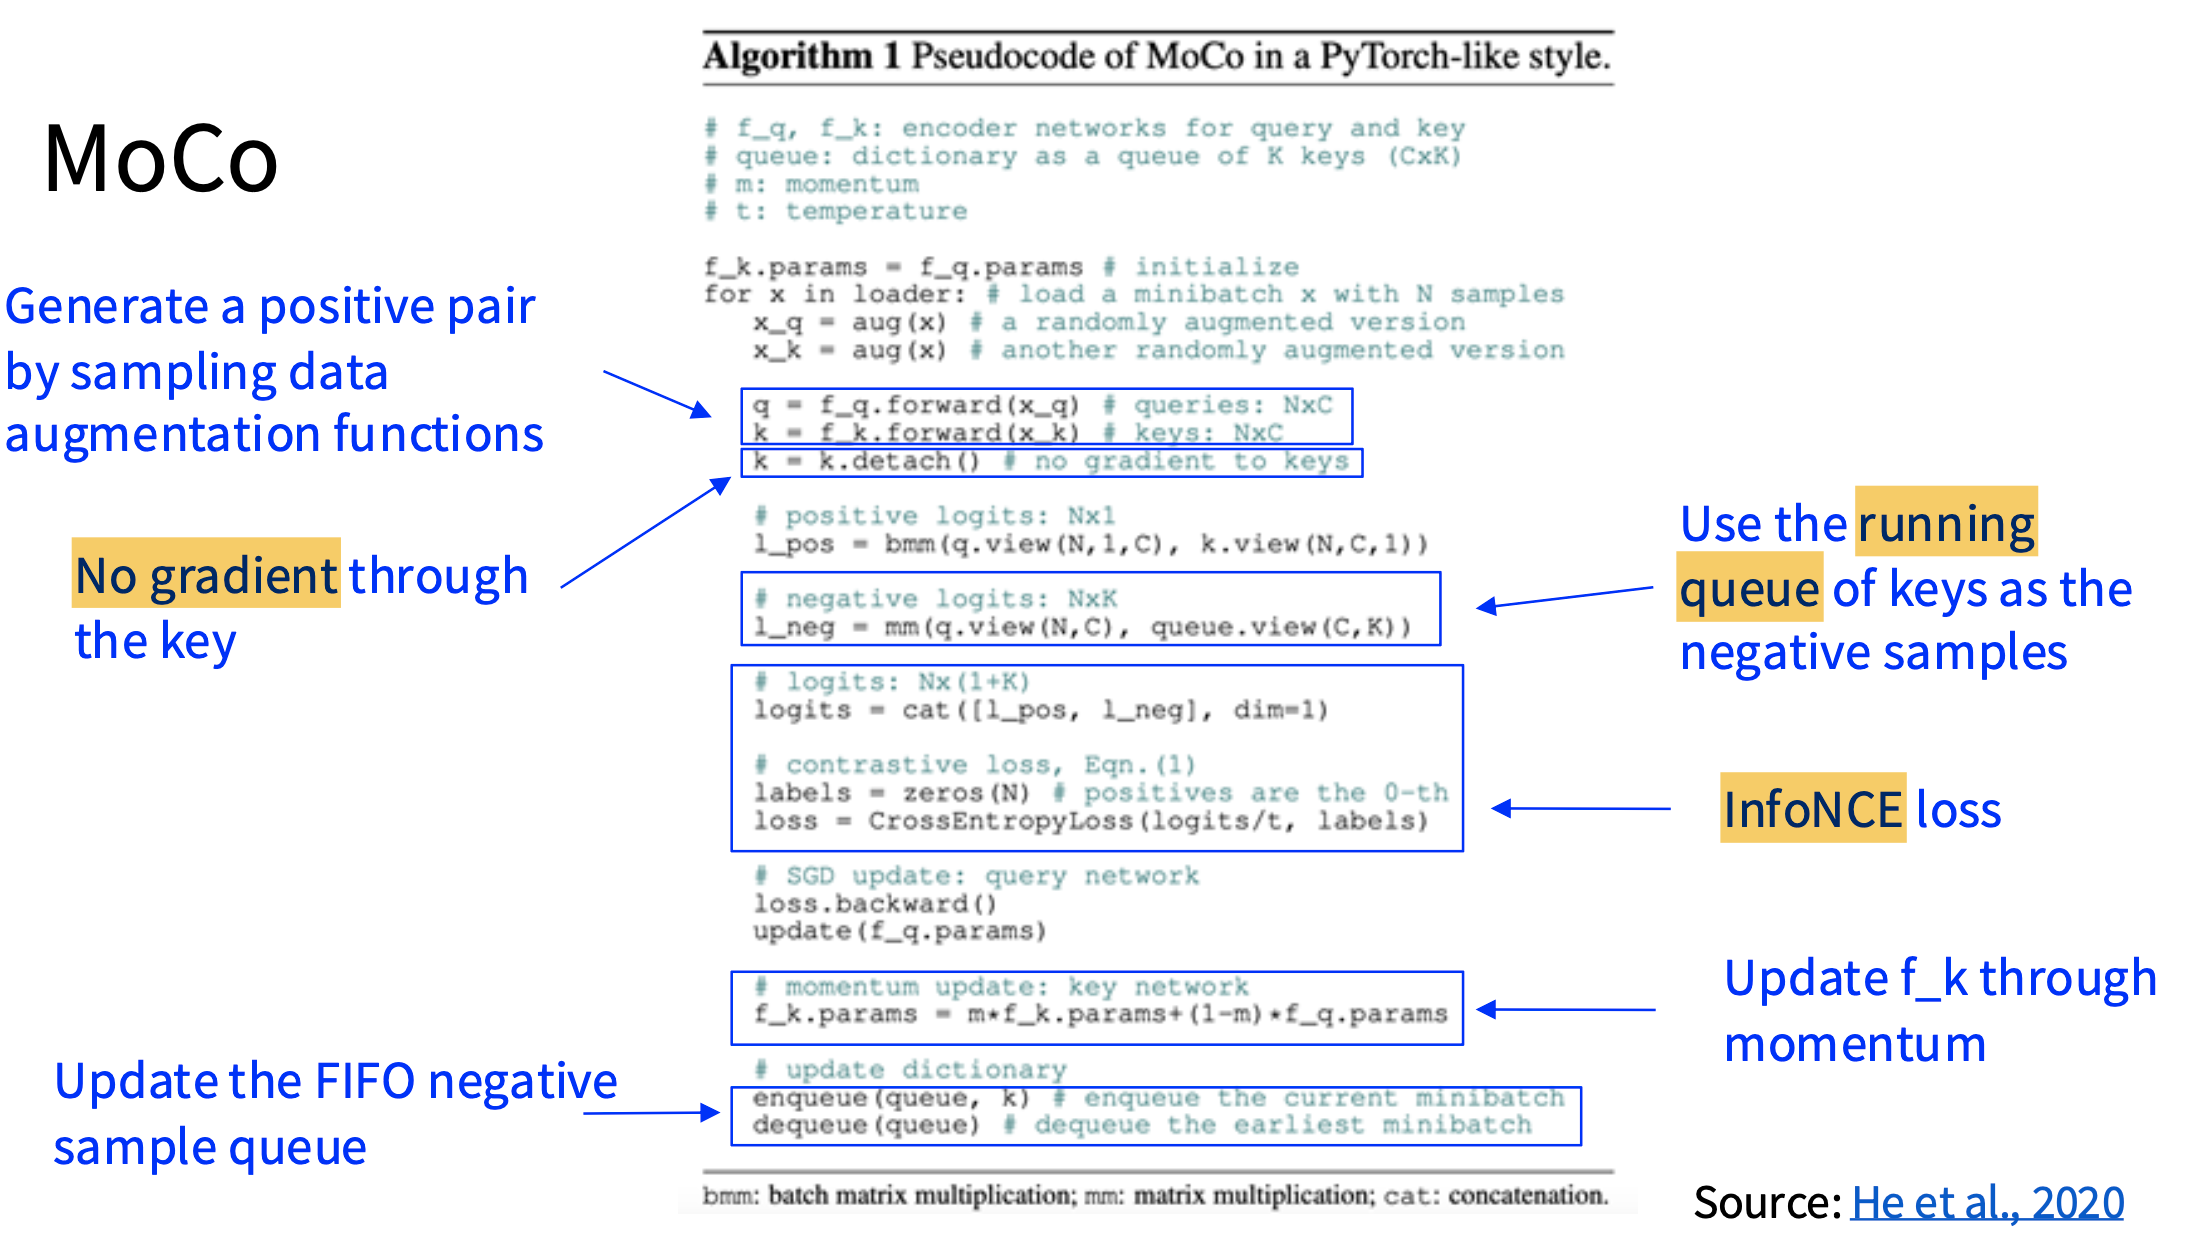 MoCo
Generate a positive pair
by sampling data
augmentation functions
No gradient through
the key
Update the FIFO negative
sample queue
Algorithm 1 Pseudocode of MoCo in a PyTorch-like style.
# f_q, f_k: encoder networks for query and key
# queue: dictionary as a queue of K keys (CxK)
# m: momentum
# t: temperature
f_k.params = f_q.params # initialize
for x in loader: # load a minibatch x with N samples
x_q = aug(x) # a randomly augmented version
x_k = aug(x) # another randomly augmented version
q = f_q.forward(x_q) # queries: NxC
k = f_k.forward(x_k) # keys: NxC
k = k.detach() # no gradient to keys
# positive logits: Nx1
l_pos = bmm(q.view(N,1,C), k.view(N,C,1))
# negative logits: NxK
l_neg = mm(q.view(N,C), queue.view(C,K))
# logits: Nx(1+K)
logits = cat([l_pos, l_neg], dim=1)
# contrastive loss, Eqn.(1)
labels = zeros(N) # positives are the 0-th
loss = CrossEntropyLoss(logits/t, labels)
# SGD update: query network
loss.backward()
update(f_q.params)
# momentum update: key network
f_k.params = m*f_k.params+(1-m)*f_q.params
# update dictionary
enqueue(queue, k) # enqueue the current minibatch
dequeue(queue) # dequeue the earliest minibatch
bmm: batch matrix multiplication; mm: matrix multiplication; cat: concatenation.
Use the running
queue of keys as the
negative samples
InfoNCE loss
Update f_k through
momentum
Source: He et al., 2020